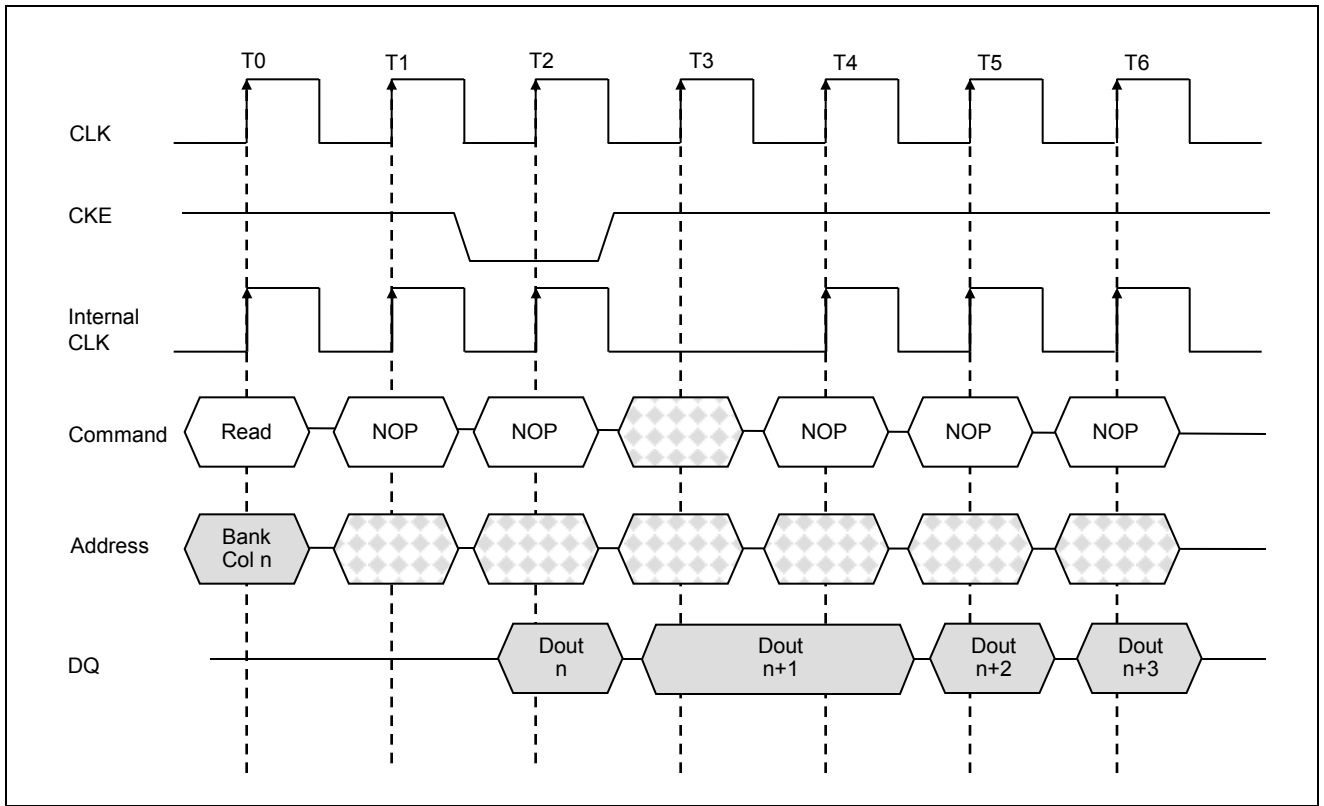 T0 T1 T2 T3 T4 T5 T6
CLK
CKE
Internal
CLK
Command Read NOP NOP NOP NOP NOP
Address Bank
Col n
DQ Dout
n Dout
n+1 Dout
n+2 Dout
n+3